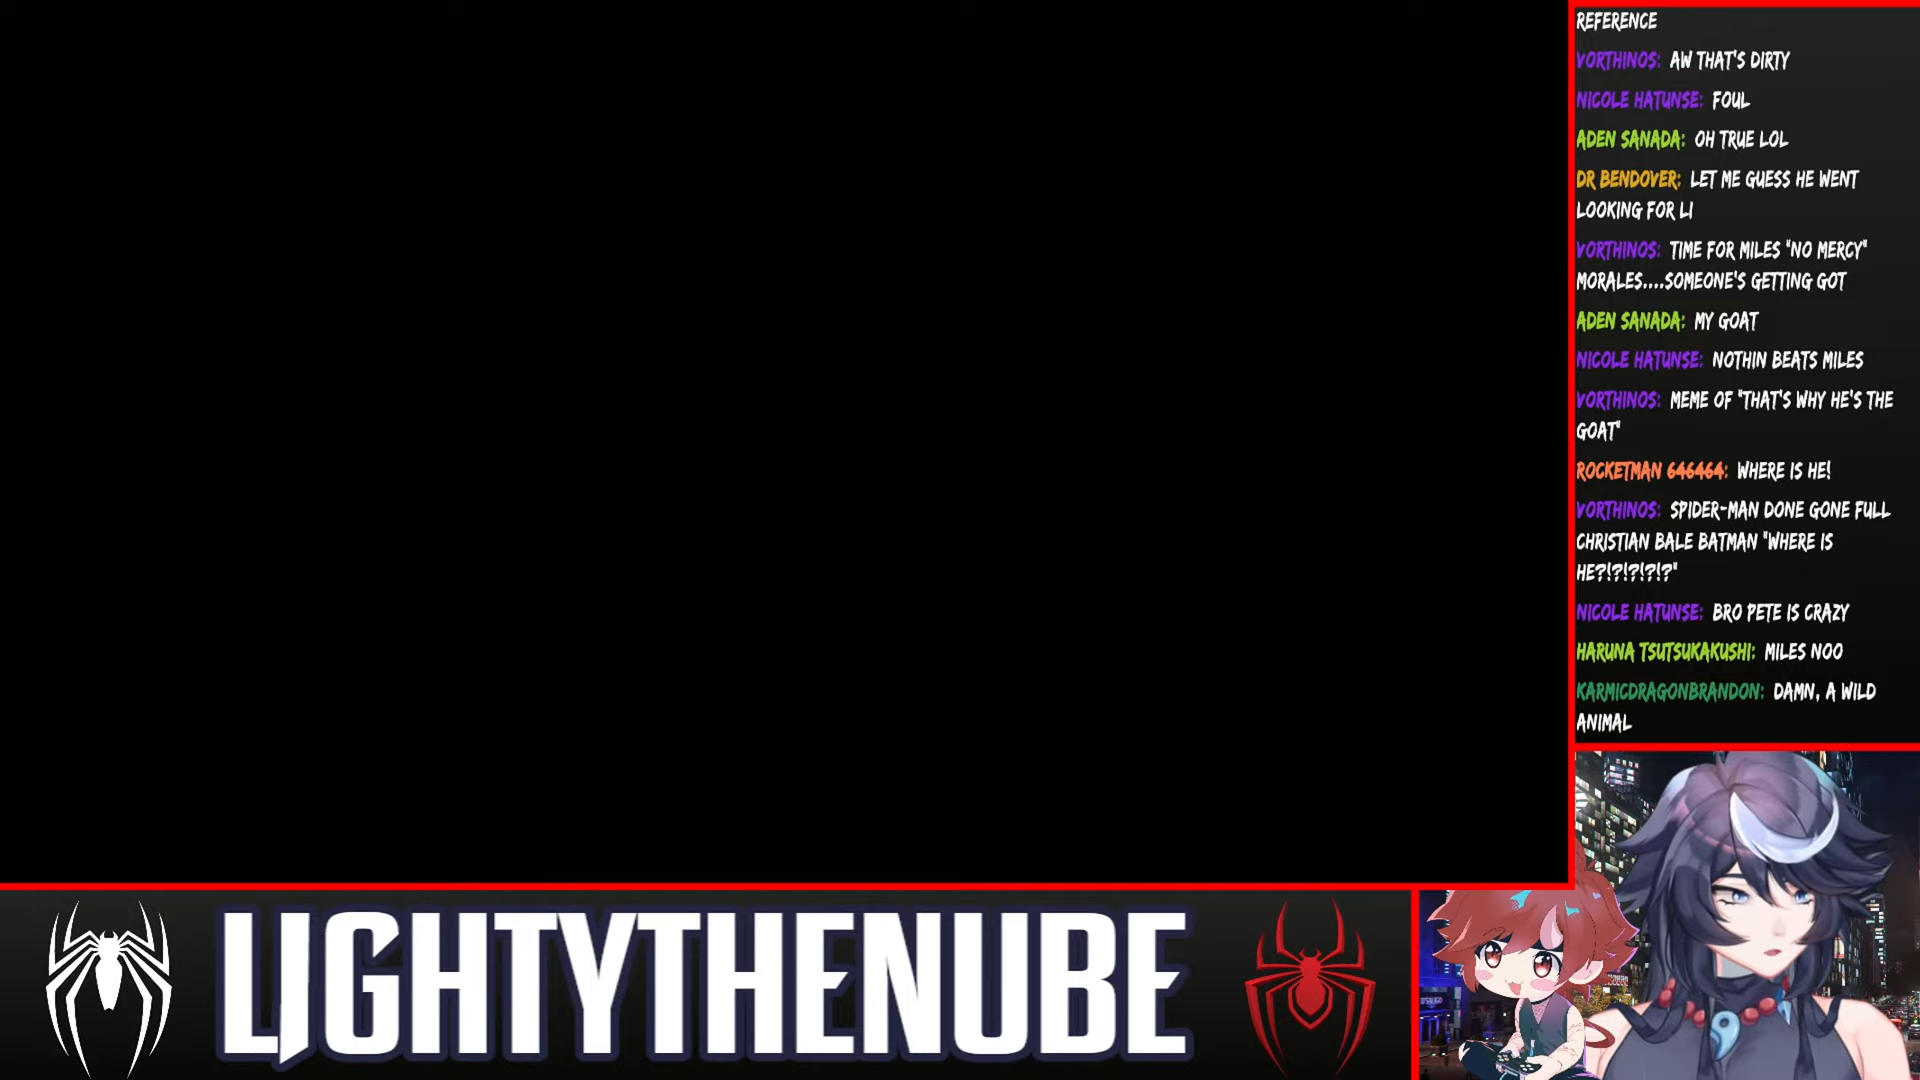 REFERENCE
VORTHINOS: AW THAT'S DIRTY
NICOLE HATUNSE: FOUL
ADEN SANADA: OH TRUE LOL
DR BENDOVER: LET ME GUESS HE WENT
LOOKING FOR LI
VORTHINOS: TIME FOR MILES "NO MERCY"
MORALES....SOMEONE'S GETTING GOT
ADEN SANADA: MY GOAT
NICOLE HATUNSE: NOTHIN BEATS MILES
VORTHINOS: MEME OF "THAT'S WHY HE'S THE
GOAT"
ROCKETMAN 646464: WHERE IS HE!
VORTHINOS: SPIDER-MAN DONE GONE FULL
CHRISTIAN BALE BATMAN "WHERE IS
HE?!?!?!?!?"
NICOLE HATUNSE: BRO PETE IS CRAZY
HARUNA TSUTSUKAKUSHI: MILES NOO
KARMICDRAGONBRANDON: DAMN, A WILD
ANIMAL
LIGHTYTHENUBE